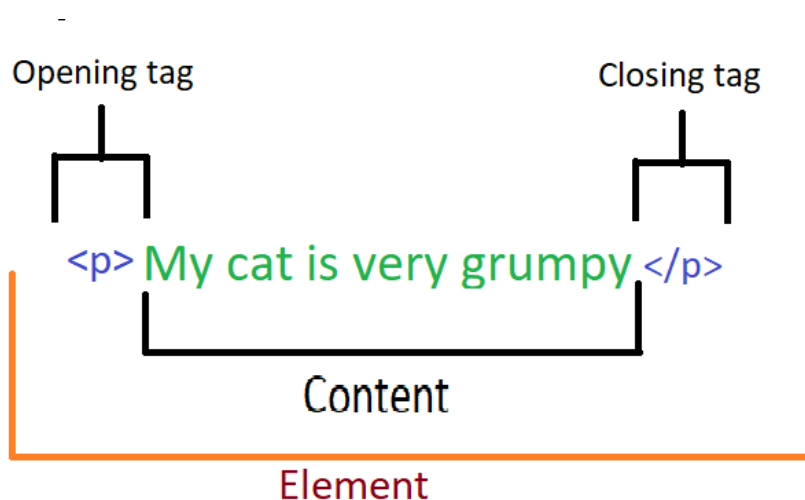 Opening tag
Closing tag
<p>My cat is very grumpy</p>
Content
Element